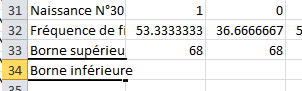 31 Naissance N°30 1 0
32 Fréquence de fi 53.3333333 36.6666667 5
33 Borne supérieu 68 68
34 Borne inférieure
35